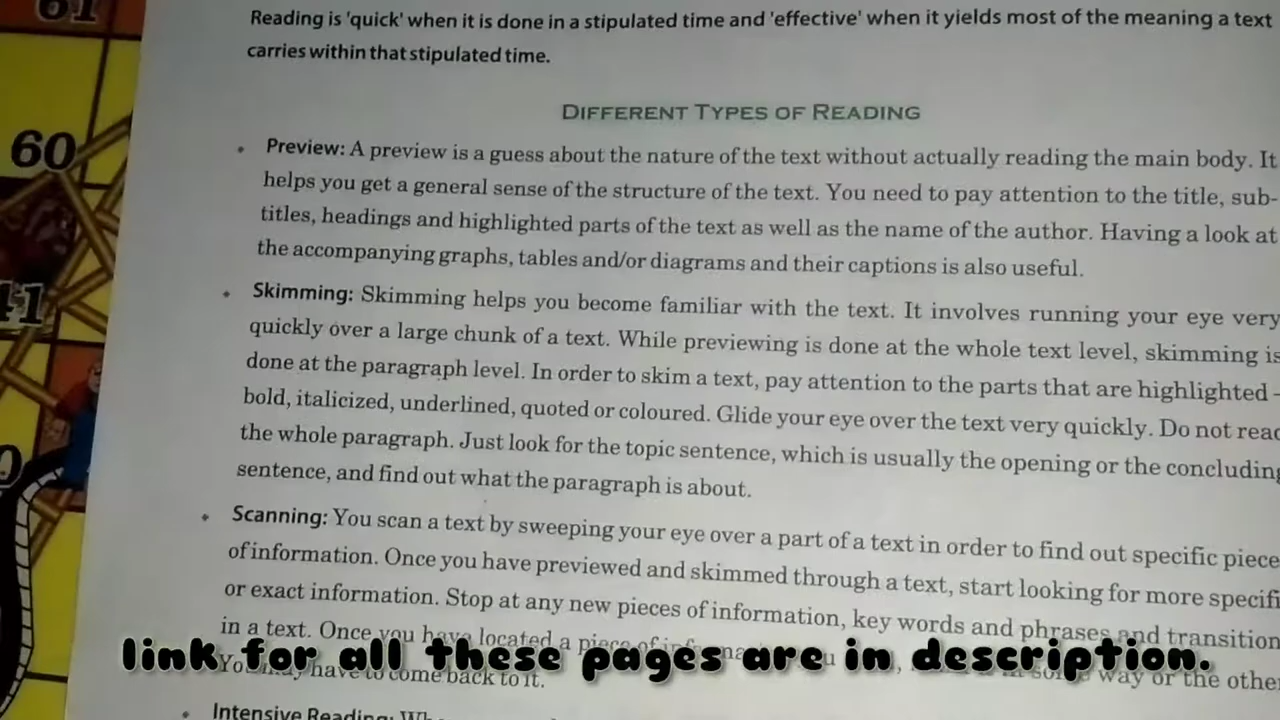 61
60
41
Reading is 'quick' when it is done in a stipulated time and 'effective' when it yields most of the meaning a text
carries within that stipulated time.
DIFFERENT TYPES OF READING
• Preview: A preview is a guess about the nature of the text without actually reading the main body. It
helps you get a general sense of the structure of the text. You need to pay attention to the title, sub-
titles, headings and highlighted parts of the text as well as the name of the author. Having a look at
the accompanying graphs, tables and/or diagrams and their captions is also useful.
• Skimming: Skimming helps you become familiar with the text. It involves running your eye very
quickly over a large chunk of a text. While previewing is done at the whole text level, skimming is
done at the paragraph level. In order to skim a text, pay attention to the parts that are highlighted -
bold, italicized, underlined, quoted or coloured. Glide your eye over the text very quickly. Do not read
the whole paragraph. Just look for the topic sentence, which is usually the opening or the concluding
sentence, and find out what the paragraph is about.
• Scanning: You scan a text by sweeping your eye over a part of a text in order to find out specific piece
of information. Once you have previewed and skimmed through a text, start looking for more specifi
or exact information. Stop at any new pieces of information, key words and phrases and transition
in a text. Once you have located a piece of
way or the other
have to come back to it.
link for all these pages are in description.
• Intensive Reading: